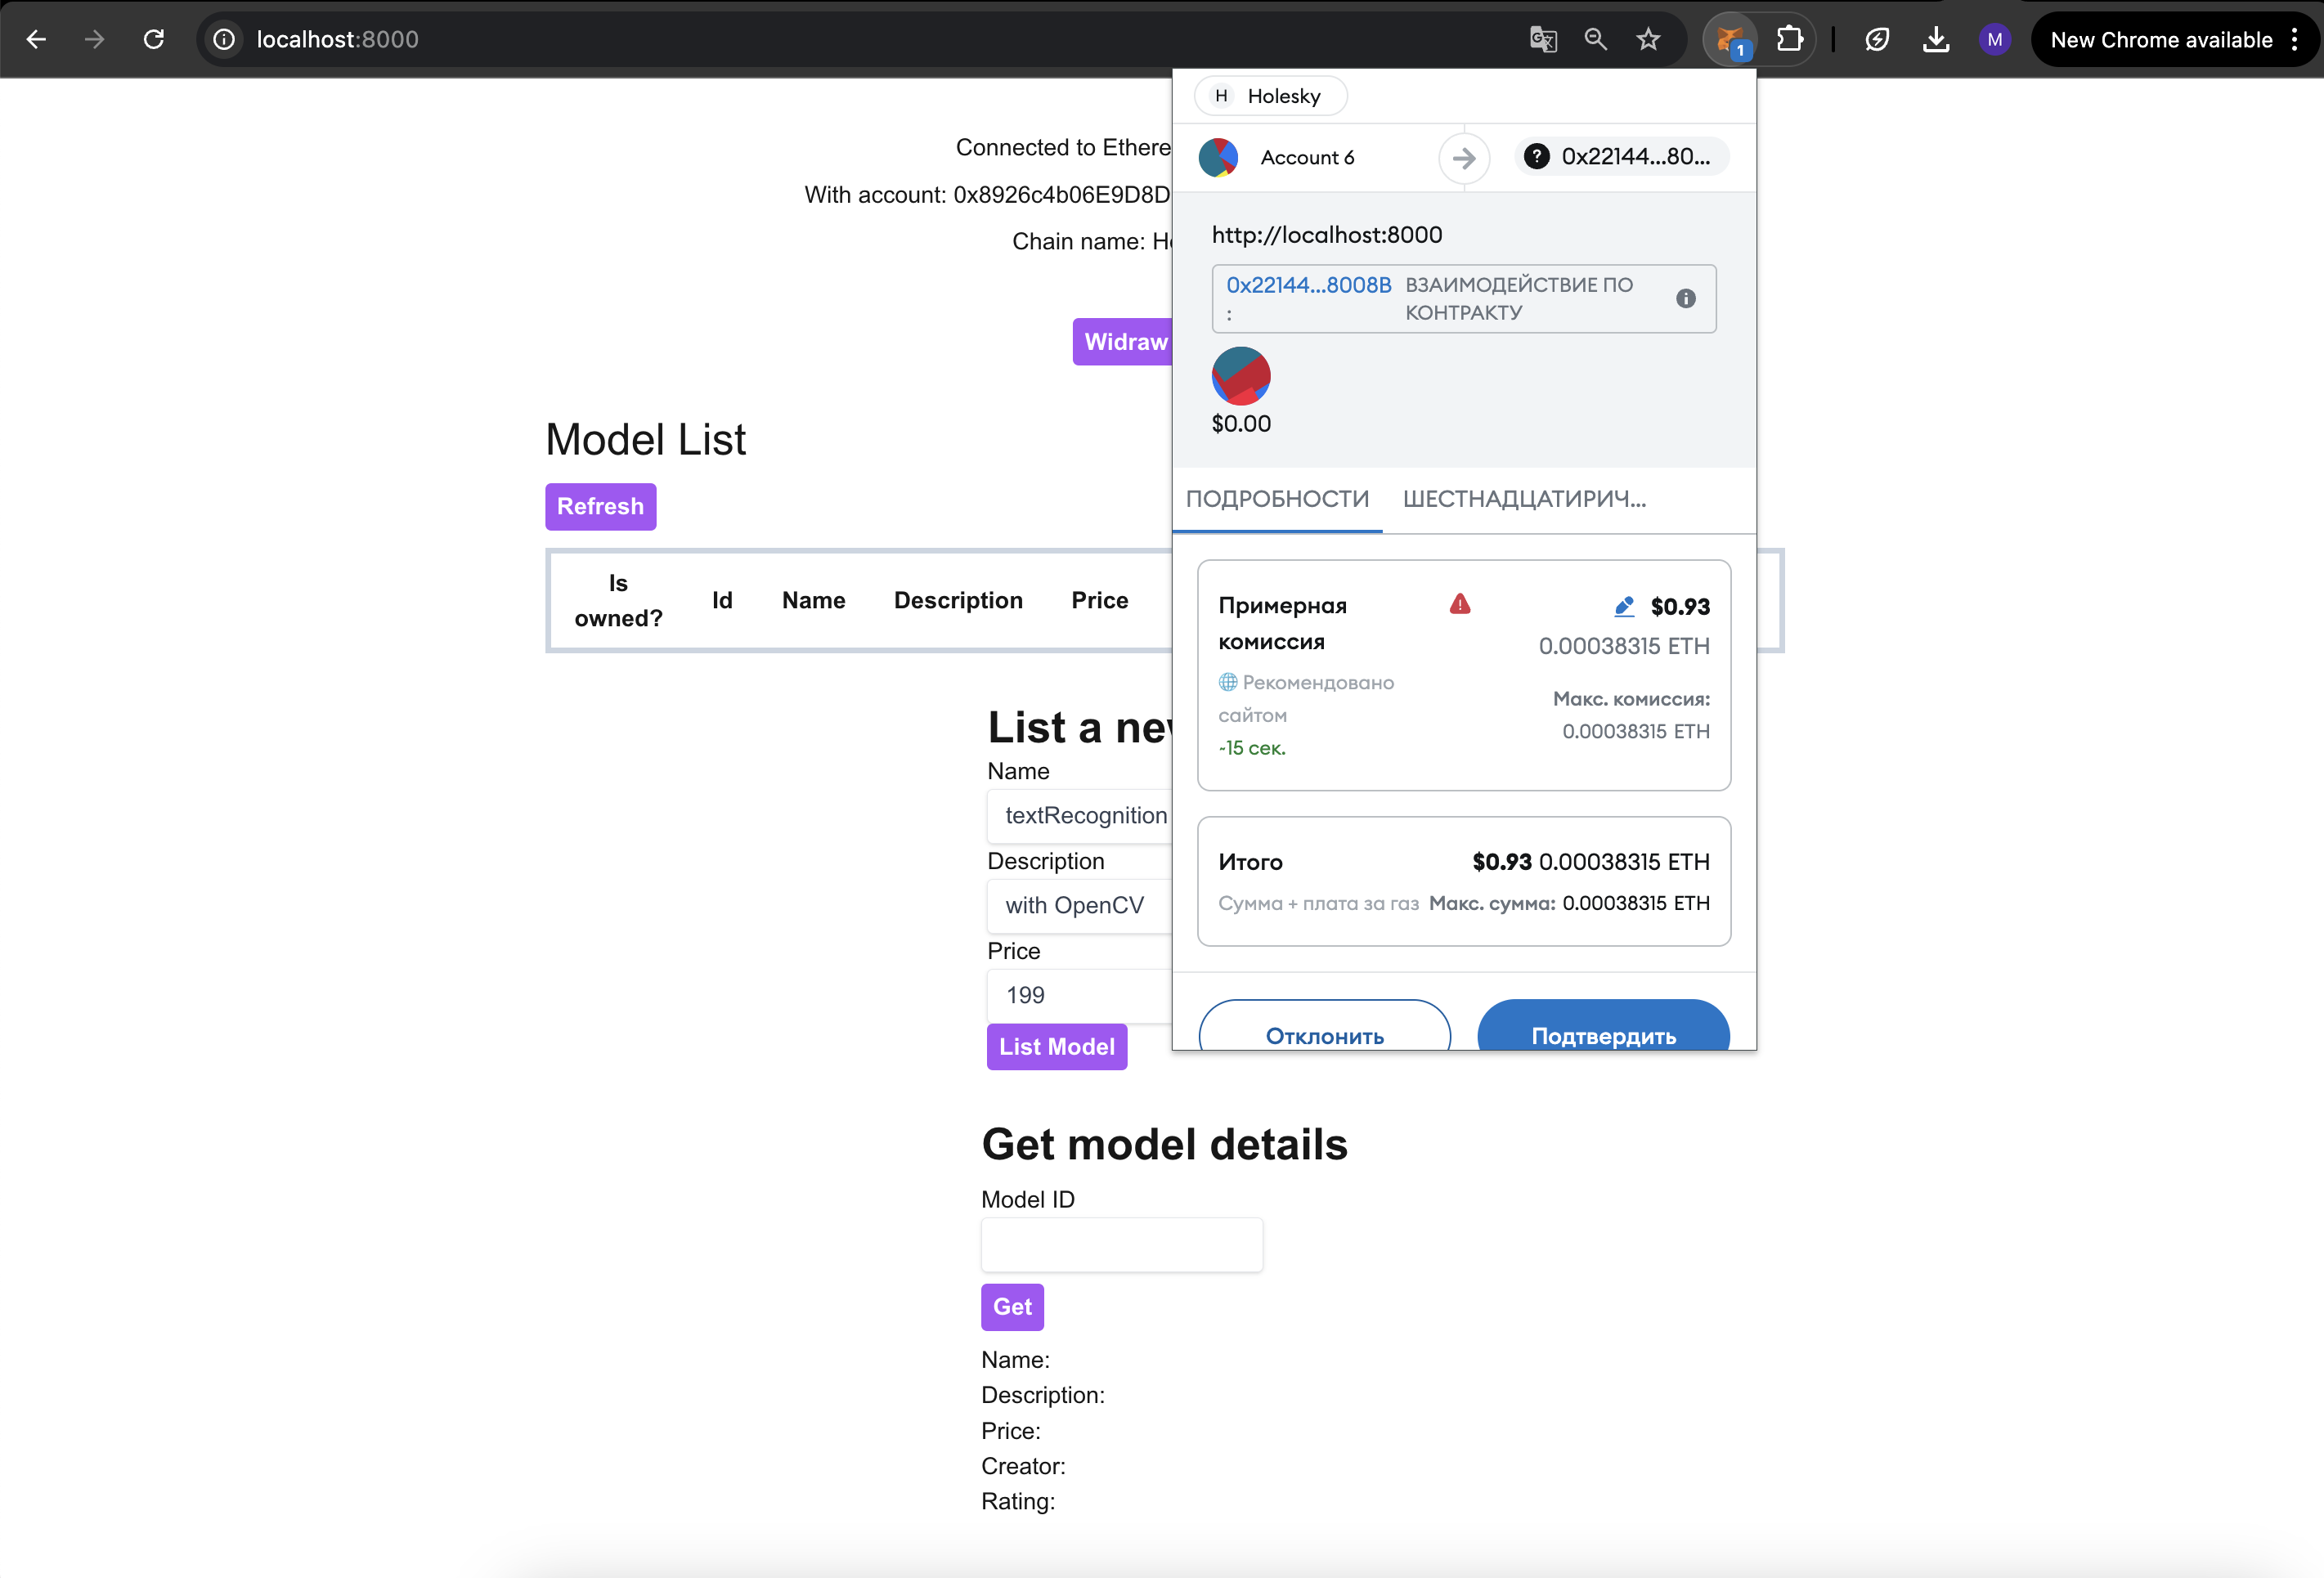 localhost:8000
1
M
New Chrome available
Connected to Ethere
With account: 0x8926c4b06E9D8D
Chain name: H
Widraw
Model List
Refresh
Is owned?
Id
Name
Description
Price
List a ne
Name
textRecognition
Description
with OpenCV
Price
199
List Model
Get model details
Model ID
Get
Name:
Description:
Price:
Creator:
Rating:
H Holesky
Account 6
? 0x22144...80...
http://localhost:8000
0x22144...8008B
:
ВЗАИМОДЕЙСТВИЕ ПО
КОНТРАКТУ
$0.00
ПОДРОБНОСТИ
ШЕСТНАДЦАТИРИЧ...
Примерная
комиссия
$0.93
0.00038315 ETH
Рекомендовано
сайтом
~15 сек.
Макс. комиссия:
0.00038315 ETH
Итого
$0.93 0.00038315 ETH
Сумма + плата за газ
Макс. сумма: 0.00038315 ETH
Отклонить
Подтвердить